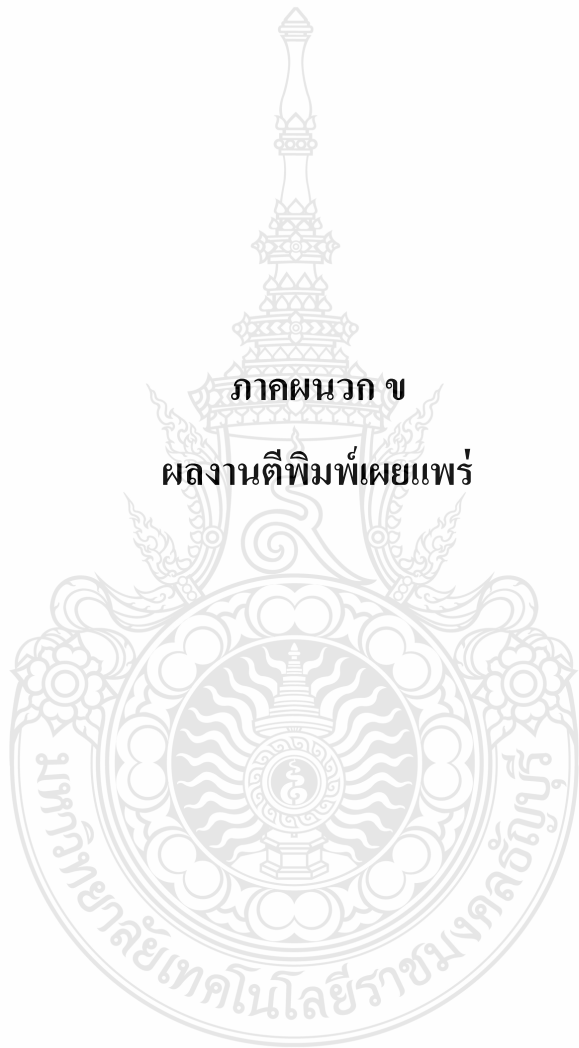 ภาคผนวก ข
ผลงานตีพิมพ์เผยแพร่
มหาวิทยาลัยเทคโนโลยีราชมงคลธัญบุรี